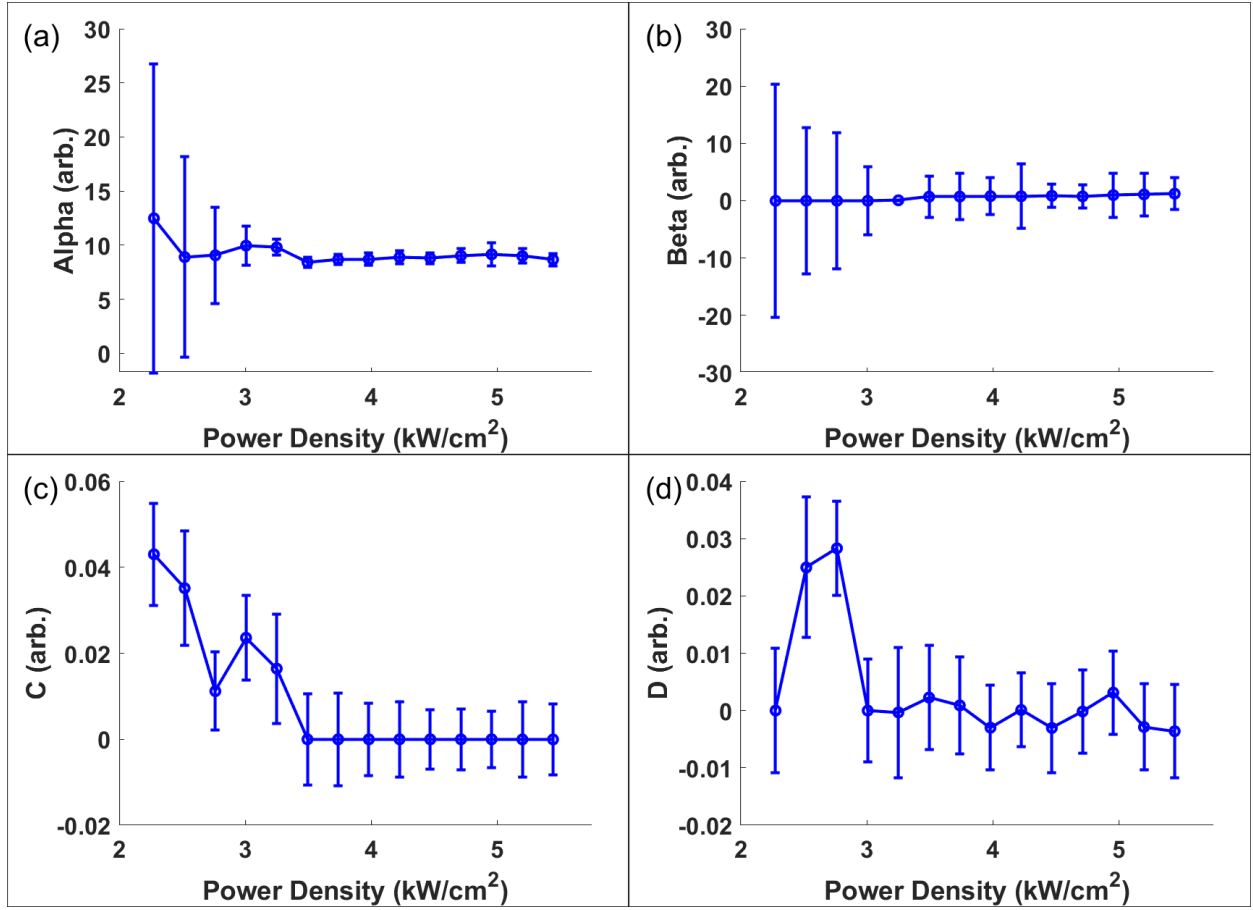 (a)
30
25
20
15
10
5
0
Alpha (arb.)
2 3 4 5
Power Density (kW/cm²)
(b)
30
20
10
0
-10
-20
-30
Beta (arb.)
2 3 4 5
Power Density (kW/cm²)
(c)
0.06
0.04
0.02
0
-0.02
C (arb.)
2 3 4 5
Power Density (kW/cm²)
(d)
0.04
0.03
0.02
0.01
0
-0.01
-0.02
D (arb.)
2 3 4 5
Power Density (kW/cm²)